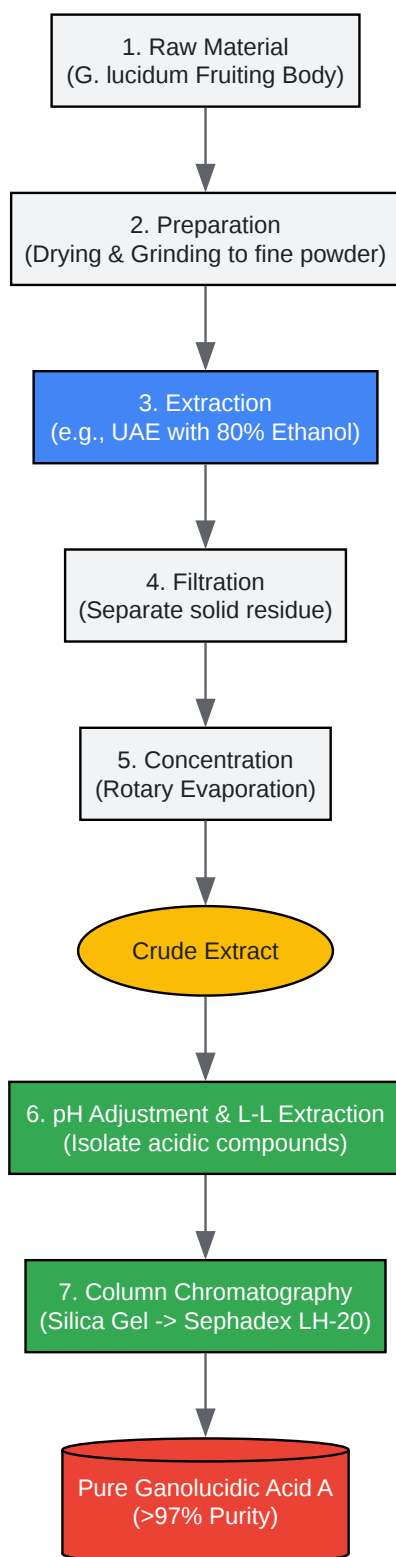 1. Raw Material
(G. lucidum Fruiting Body)
2. Preparation
(Drying & Grinding to fine powder)
3. Extraction
(e.g., UAE with 80% Ethanol)
4. Filtration
(Separate solid residue)
5. Concentration
(Rotary Evaporation)
Crude Extract
6. pH Adjustment & L-L Extraction
(Isolate acidic compounds)
7. Column Chromatography
(Silica Gel -> Sephadex LH-20)
Pure Ganolucidic Acid A
(>97% Purity)